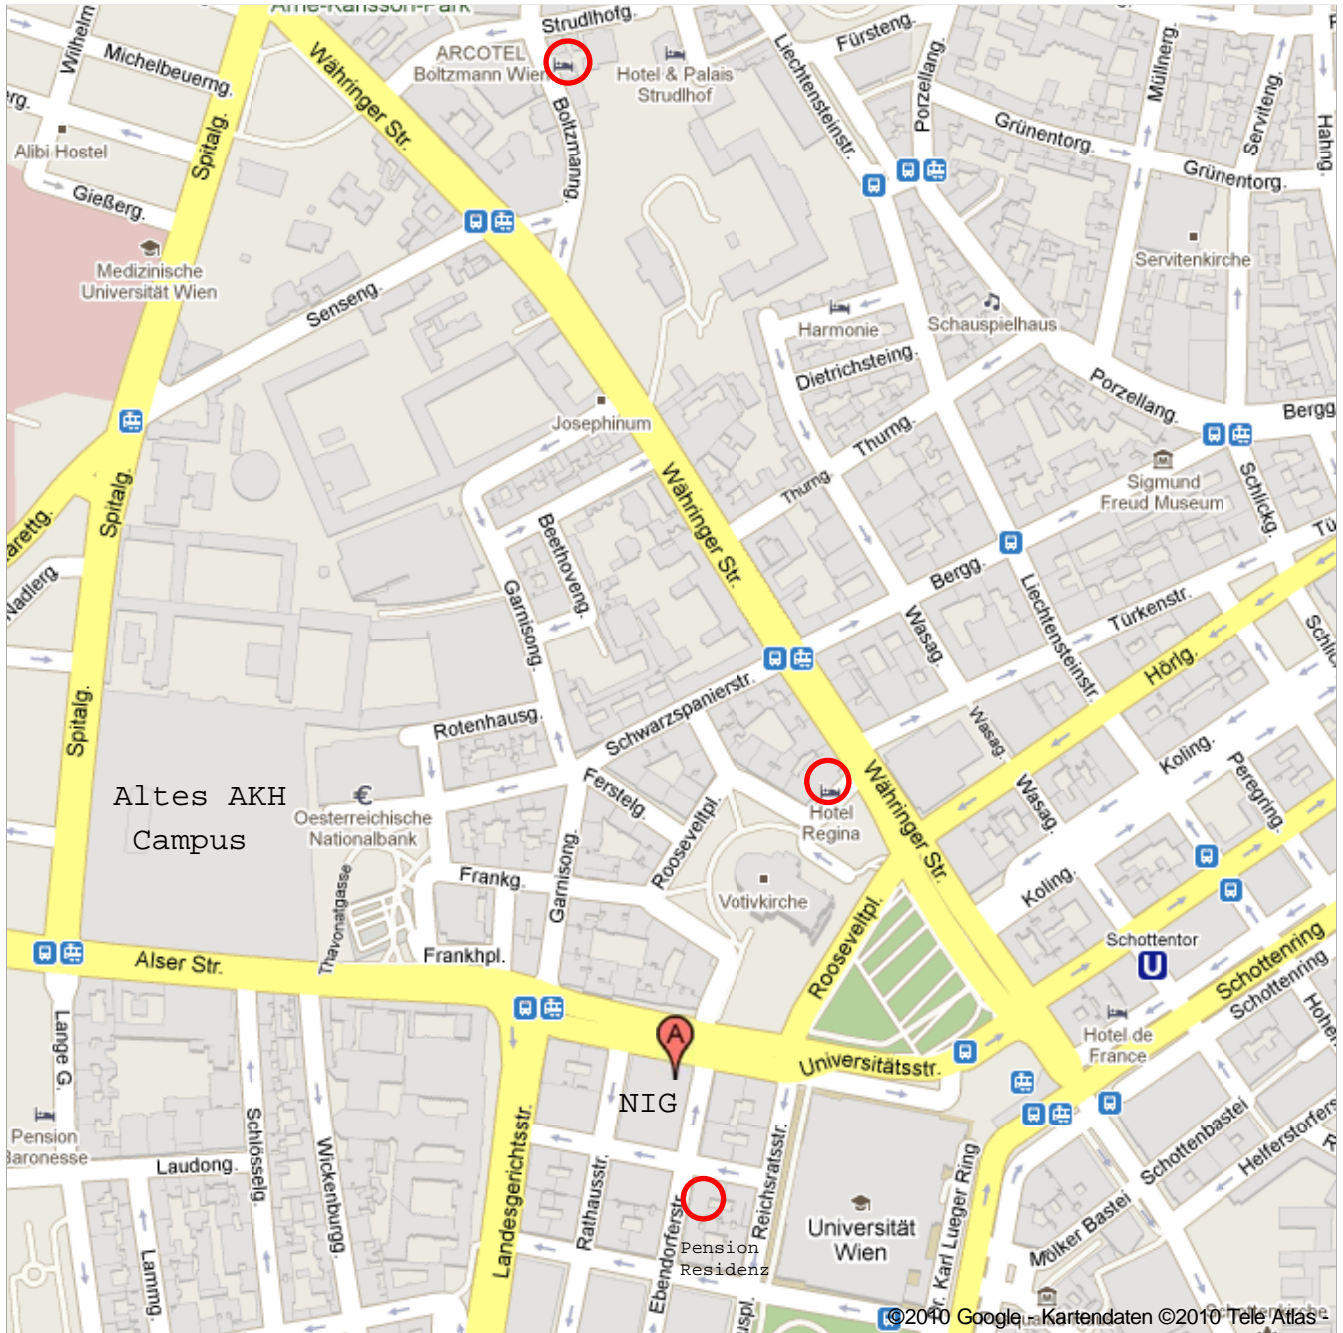 Arne-Karlsson-Park
Strudlhofg.
Wilhelm
Michelbeuerng.
Währinger Str.
ARCOTEL
Boltzmann Wien
Hotel & Palais
Strudlhof
Liechtensteinstr.
Fürsteng.
Porzellang.
Müllnerg.
Serviteng.
Hahng.
Grünentorg.
Grünentorg.
Alibi Hostel
Gießerg.
Spitalg.
Boltzmanng.
Medizinische
Universität Wien
Senseng.
Servitenkirche
Harmonie
Schauspielhaus
Dietrichsteing.
Porzellang.
Bergg.
Josephinum
Thurng.
Thurng.
Sigmund
Freud Museum
Schlickg.
Währinger Str.
Spitalg.
Beethoveng.
Garnisong.
Nadlerg.
Bergg.
Wasag.
Liechtensteinstr.
Türkenstr.
Hörlg.
Spitalg.
Rotenhausg.
Schwarzspanierstr.
Wasag.
Wasag.
Koling.
Peregring.
Altes AKH
Campus
Oesterreichische
Nationalbank
Ferstelg.
Rooseveltpl.
Hotel
Regina
Währinger Str.
Frankg.
Garnisong.
Votivkirche
Koling.
Thavonatgasse
Frankhpl.
Alser Str.
Rooseveltpl.
Schottentor
U
Schottenring
Schottenring
Hotel de
France
A
Universitätsstr.
NIG
Lange G.
Pension
Baronesse
Laudong.
Schlösselg.
Wickenburgg.
Lammg.
Landesgerichtsstr.
Rathausstr.
Ebendorferstr.
Reichsratsstr.
Pension
Residenz
Universität
Wien
Dr. Karl Lueger Ring
Mölker Bastei
Schottenbastei
Helferstorfers
Schottenkirche
©2010 Google - Kartendaten ©2010 Tele Atlas -